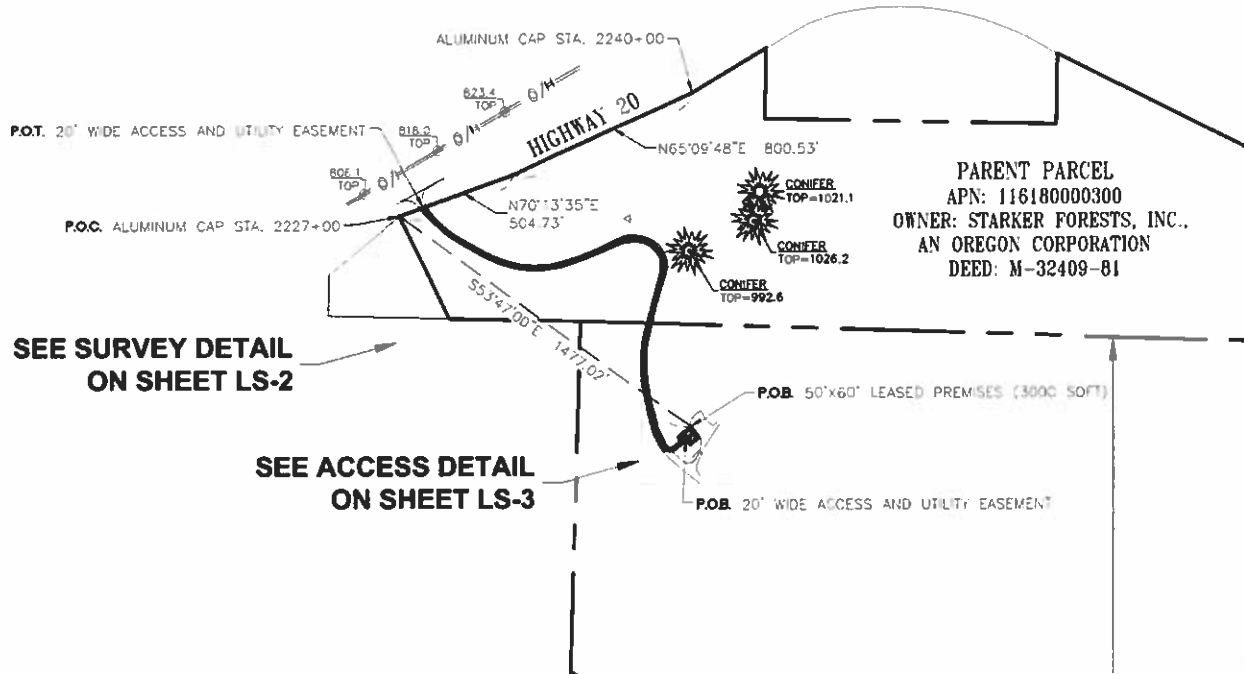 ALUMINUM CAP STA. 2240+00
823.4
TOP
O/H
HIGHWAY 20
P.O.T. 20' WIDE ACCESS AND UTILITY EASEMENT
818.0
TOP
O/H
N65°09'48"E 800.53'
806.1
TOP
O/H
PARENT PARCEL
APN: 116180000300
OWNER: STARKER FORESTS, INC.,
AN OREGON CORPORATION
DEED: M-32409-81
CONIFER
TOP=1021.1
N70°13'35"E
504.73'
P.O.C. ALUMINUM CAP STA. 2227+00
CONIFER
TOP=1026.2
CONIFER
TOP=992.6
S53°47'00"E 1477.02'
SEE SURVEY DETAIL
ON SHEET LS-2
P.O.B. 50'x60' LEASED PREMISES (3000 SQFT)
SEE ACCESS DETAIL
ON SHEET LS-3
P.O.B. 20' WIDE ACCESS AND UTILITY EASEMENT